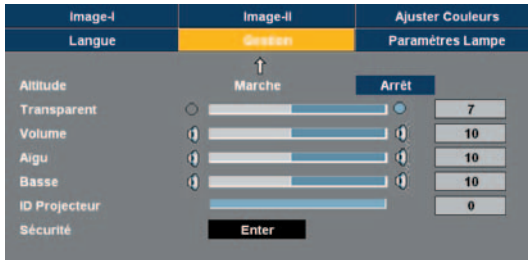 Image-I Image-II Ajuster Couleurs
Langue Gestion Paramètres Lampe
Altitude Marche Arrêt
Transparent 7
Volume 10
Aigu 10
Basse 10
ID Projecteur 0
Sécurité Enter